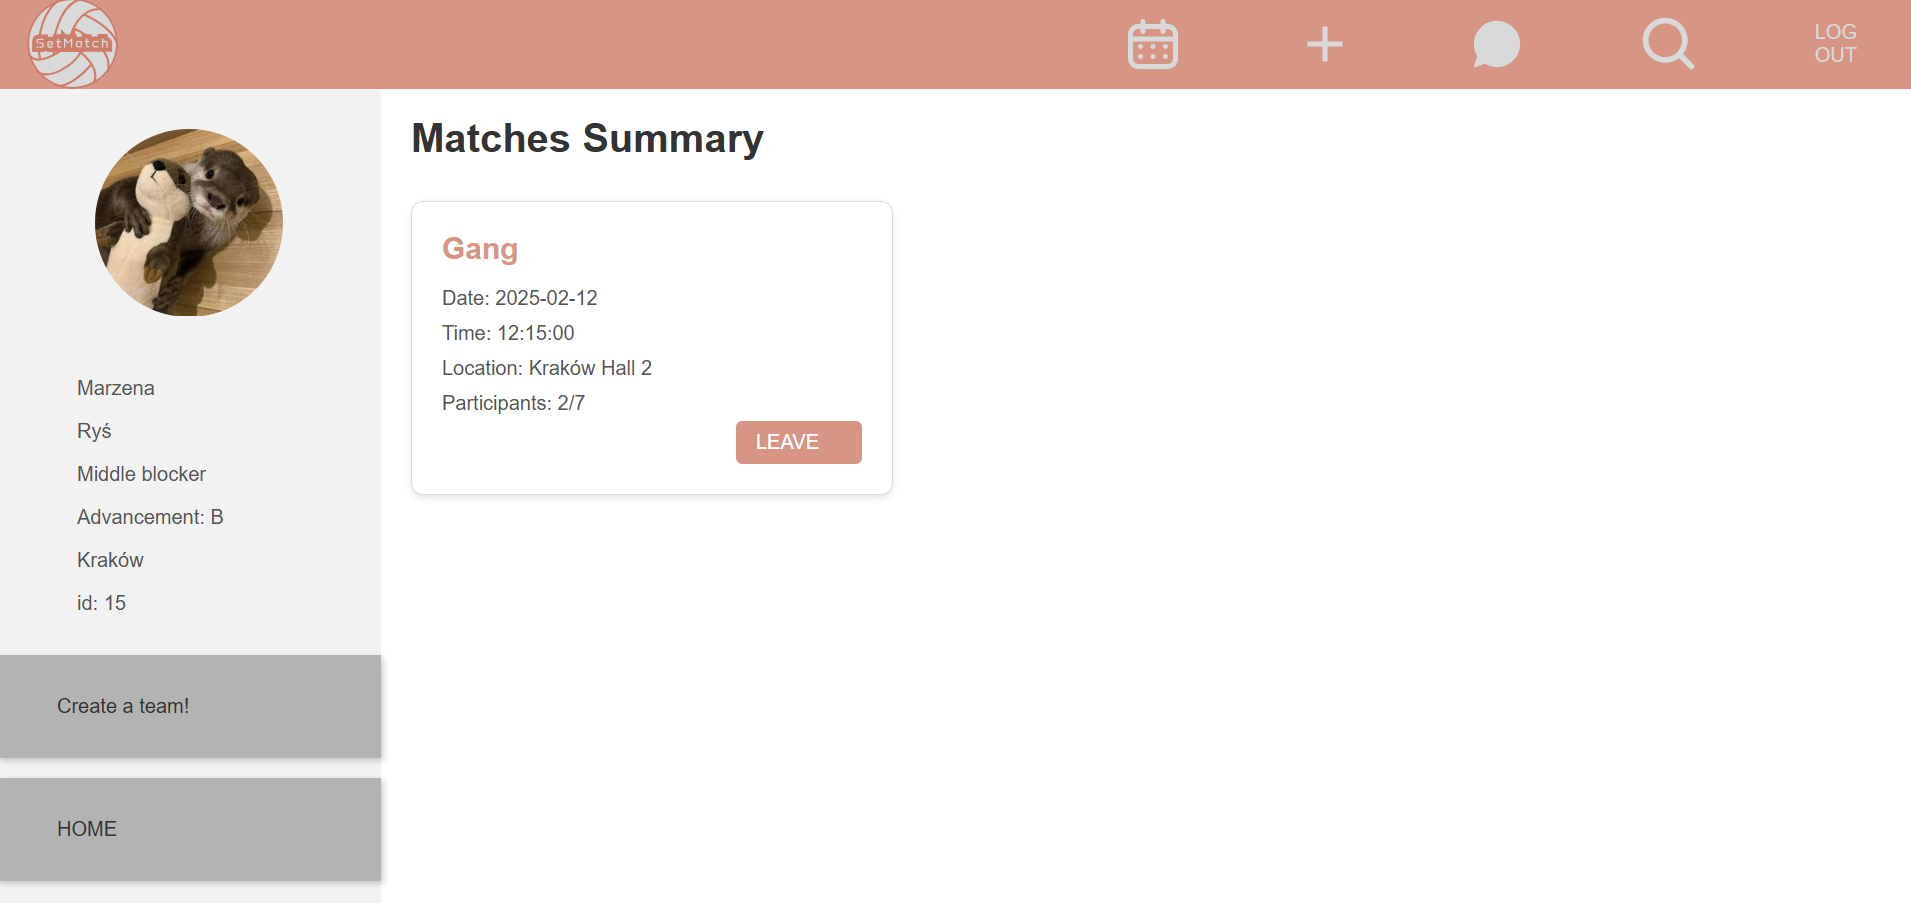 SetMatch
LOG
OUT
Matches Summary
Gang
Date: 2025-02-12
Time: 12:15:00
Location: Kraków Hall 2
Participants: 2/7
LEAVE
Marzena
Ryś
Middle blocker
Advancement: B
Kraków
id: 15
Create a team!
HOME